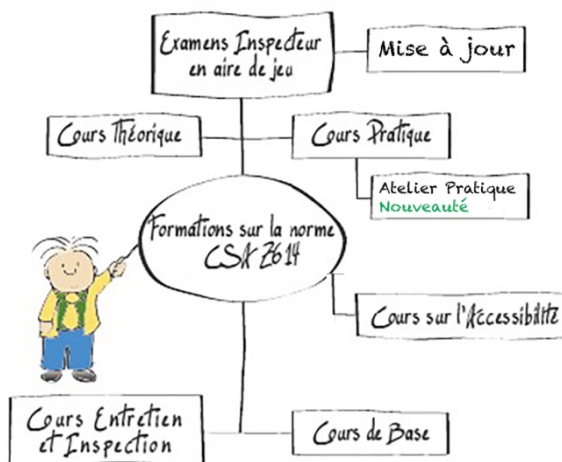 Examens Inspecteur
en aire de jeu
Mise à jour
Cours Théorique
Cours Pratique
Atelier Pratique
Nouveauté
Formations sur la norme
CSA Z614
Cours sur l'Accessibilité
Cours Entretien
et Inspection
Cours de Base